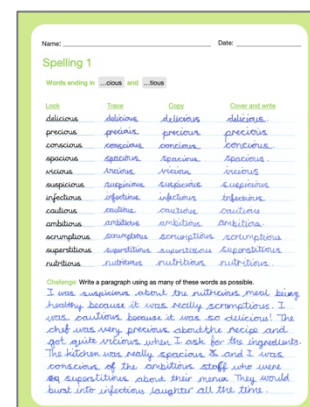 Name: Date:
Spelling 1
Words ending in ...cious and ...tious
Look Trace Copy Cover and write
delicious delicious delicious delicious.
precious precious precious precious
conscious conscious concious concious.
spacious spacious spacious spacious.
vicious vicious vicious vicious
suspicious suspicious suspicious suspicious
infectious infectious infectious infectious.
cautious cautious cautious cautious
ambitious ambitious ambitious ambitious.
scrumptious scrumptious scrumptious scrumptious
superstitious superstitious superstitious superstitious.
nutritious nutritious nutritious nutritious.
Challenge: Write a paragraph using as many of these words as possible.
I was suspicious about the nutricious meal being
healthy because it was really scrumptious. I
was cautious because it was so delicious! The
chef was very precious about the recipe and
got quite vicious when I ask for the ingredients.
The kitchen was really spacious and I was
conscious of the ambitious staff who were
superstitious about their menu. They would
burst into infectious laughter all the time.